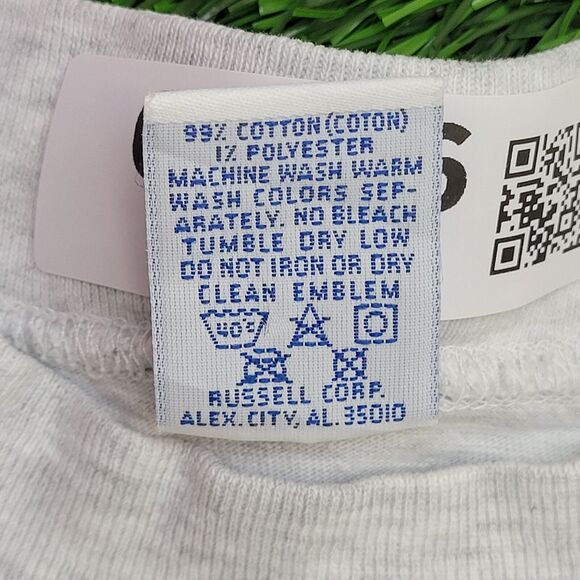 99% COTTON (COTON)
1% POLYESTER
MACHINE WASH WARM
WASH COLORS SEP-
ARATELY. NO BLEACH
TUMBLE DRY LOW
DO NOT IRON OR DRY
CLEAN EMBLEM
40°C
RUSSELL CORP.
ALEX. CITY, AL. 35010